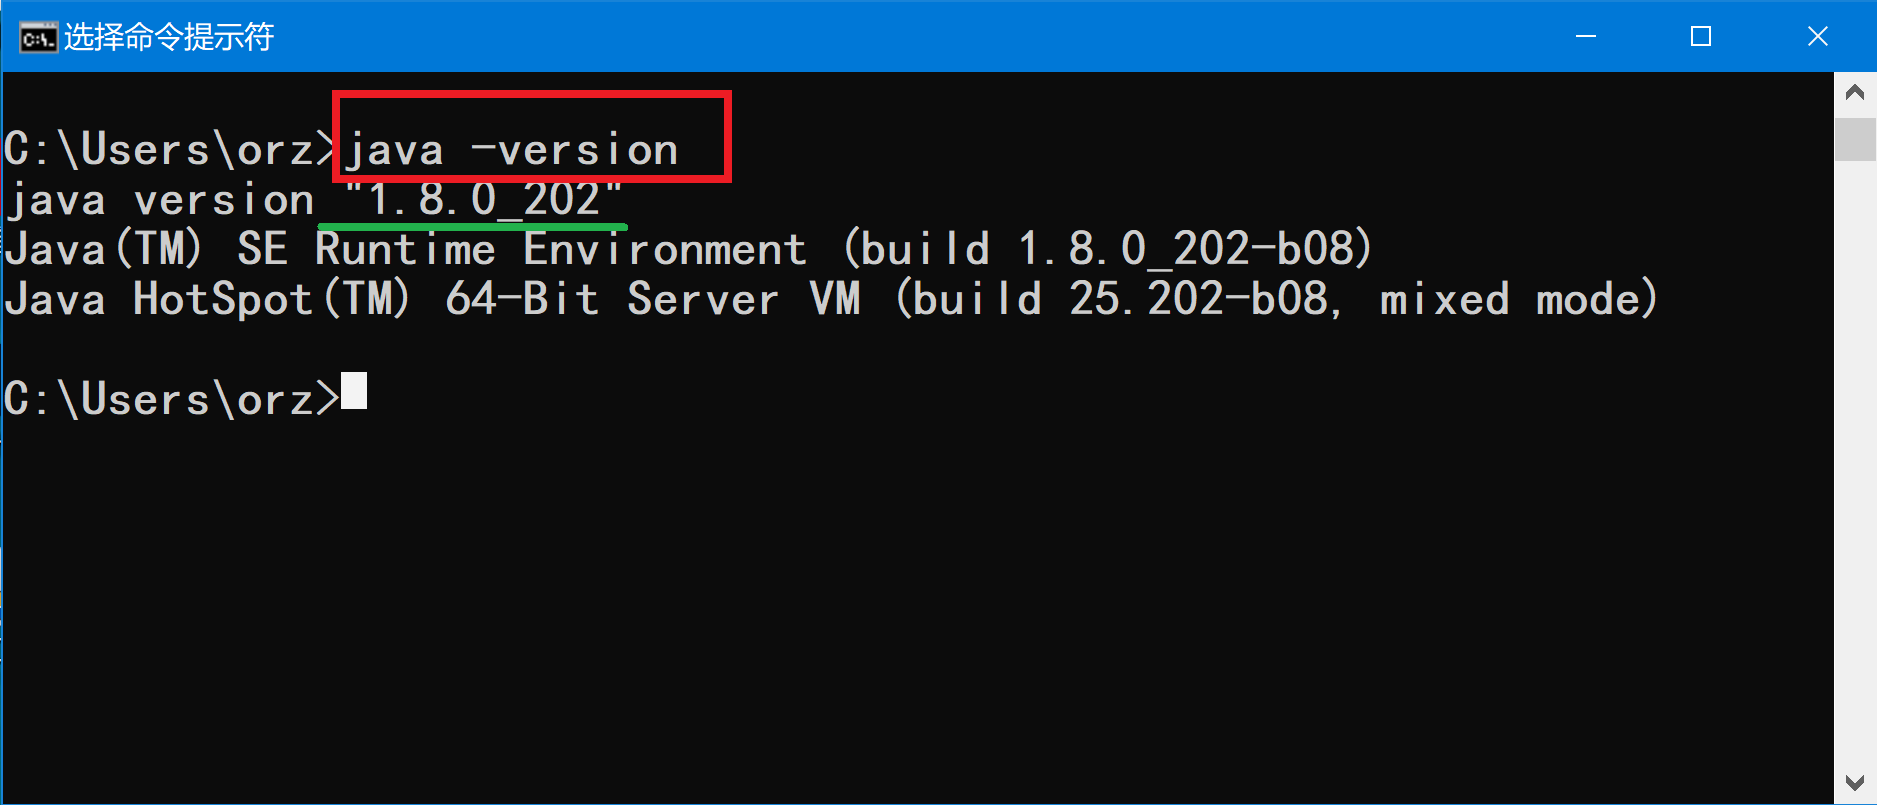 选择命令提示符
C:\Users\orz>java -version
java version "1.8.0_202"
Java(TM) SE Runtime Environment (build 1.8.0_202-b08)
Java HotSpot(TM) 64-Bit Server VM (build 25.202-b08, mixed mode)
C:\Users\orz>